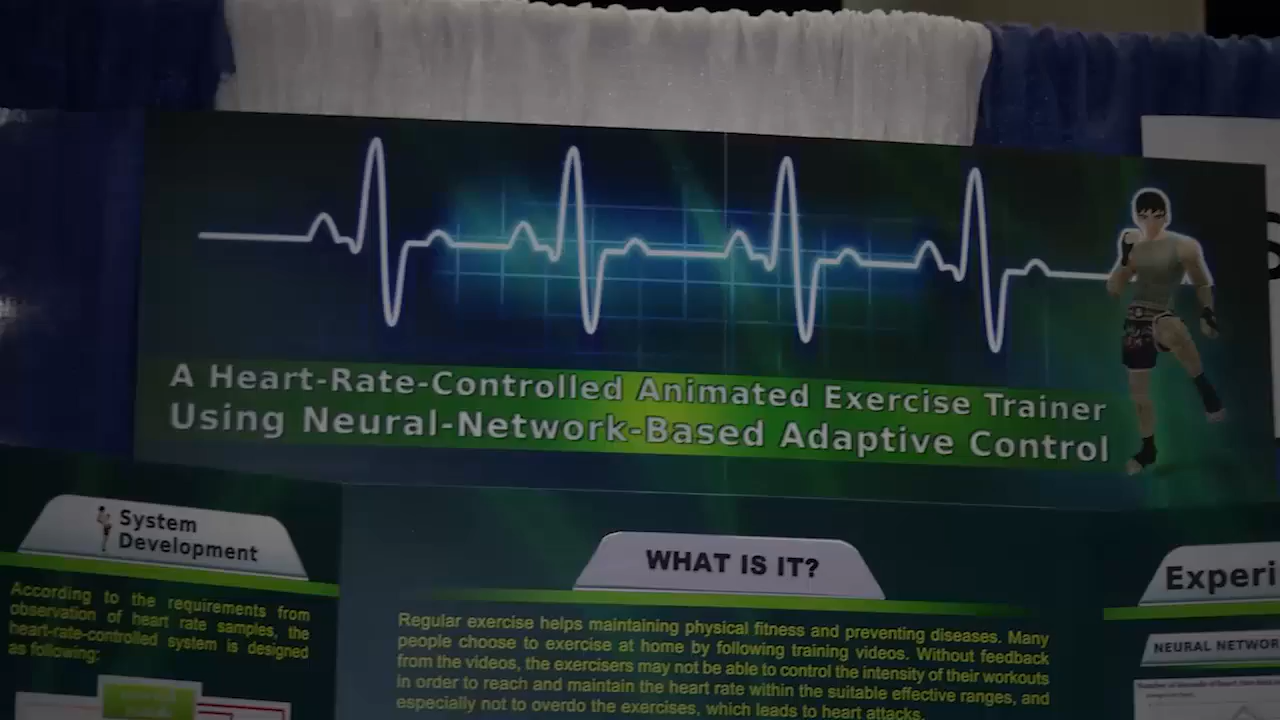 A Heart-Rate-Controlled Animated Exercise Trainer
Using Neural-Network-Based Adaptive Control
System
Development
According to the requirements from
observation of heart rate samples, the
heart-rate-controlled system is designed
as following:
WHAT IS IT?
Regular exercise helps maintaining physical fitness and preventing diseases. Many
people choose to exercise at home by following training videos. Without feedback
from the videos, the exercisers may not be able to control the intensity of their workouts
in order to reach and maintain the heart rate within the suitable effective ranges, and
especially not to overdo the exercises, which leads to heart attacks.
Experi
NEURAL NETWOR